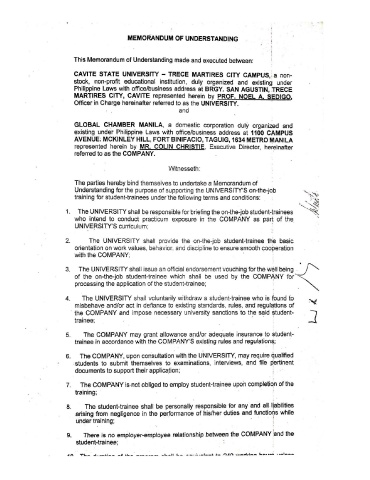 MEMORANDUM OF UNDERSTANDING
This Memorandum of Understanding made and executed between:
CAVITE STATE UNIVERSITY – TRECE MARTIRES CITY CAMPUS, a non-
stock, non-profit educational institution, duly organized and existing under
Philippine Laws with office/business address at BRGY. SAN AGUSTIN, TRECE
MARTIRES CITY, CAVITE represented herein by PROF. NOEL A. SEDIGO,
Officer in Charge hereinafter referred to as the UNIVERSITY.
and
GLOBAL CHAMBER MANILA, a domestic corporation duly organized and
existing under Philippine Laws with office/business address at 1100 CAMPUS
AVENUE. MCKINLEY HILL, FORT BINIFACIO, TAGUIG, 1634 METRO MANILA
represented herein by MR. COLIN CHRISTIE, Executive Director, hereinafter
referred to as the COMPANY.
Witnesseth:
The parties hereby bind themselves to undertake a Memorandum of
Understanding for the purpose of supporting the UNIVERSITY'S on-the-job
training for student-trainees under the following terms and conditions:
1. The UNIVERSITY shall be responsible for briefing the on-the-job student-trainees
who intend to conduct practicum exposure in the COMPANY as part of the
UNIVERSITY'S curriculum;
2. The UNIVERSITY shall provide the on-the-job student-trainee the basic
orientation on work values, behavior, and discipline to ensure smooth cooperation
with the COMPANY;
3. The UNIVERSITY shall issue an official endorsement vouching for the well being
of the on-the-job student-trainee which shall be used by the COMPANY for
processing the application of the student-trainee;
4. The UNIVERSITY shall voluntarily withdraw a student-trainee who is found to
misbehave and/or act in defiance to existing standards, rules, and regulations of
the COMPANY and impose necessary university sanctions to the said student-
trainee;
5. The COMPANY may grant allowance and/or adequate insurance to student-
trainee in accordance with the COMPANY'S existing rules and regulations;
6. The COMPANY, upon consultation with the UNIVERSITY, may require qualified
students to submit themselves to examinations, interviews, and file pertinent
documents to support their application;
7. The COMPANY is not obliged to employ student-trainee upon completion of the
training;
8. The student-trainee shall be personally responsible for any and all liabilities
arising from negligence in the performance of his/her duties and functions while
under training;
9. There is no employer-employee relationship between the COMPANY and the
student-trainee;